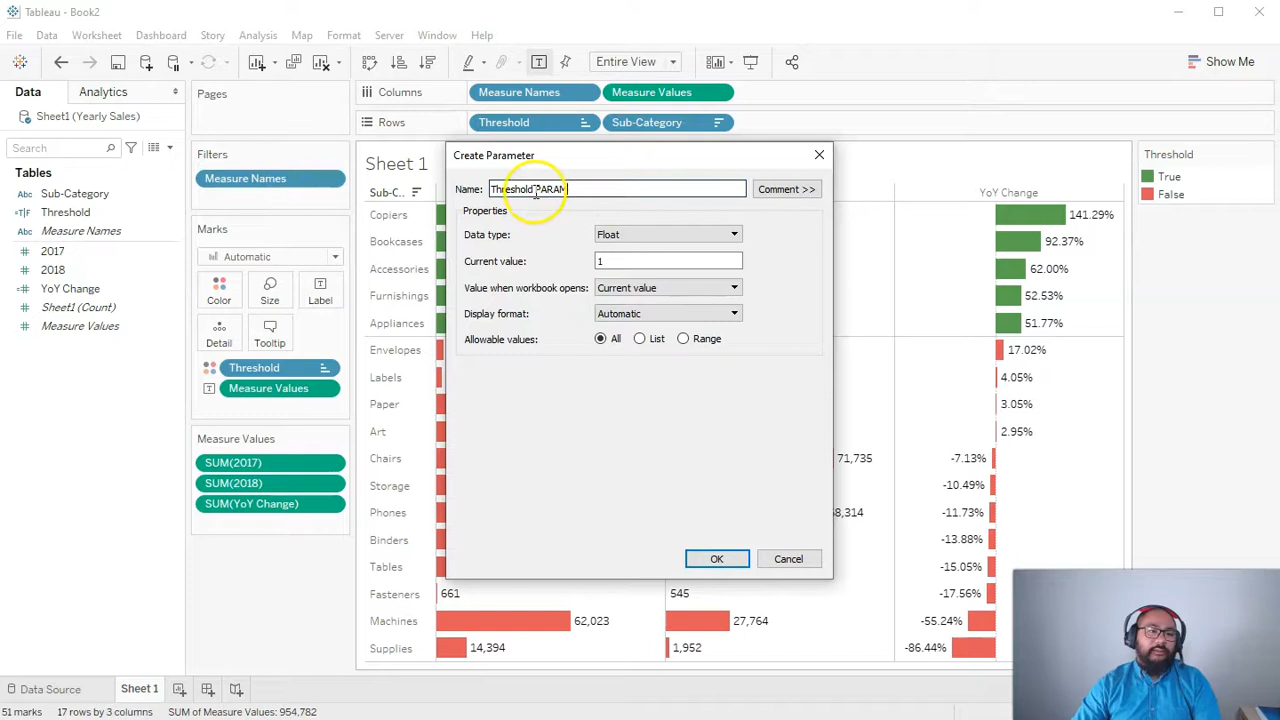 Tableau - Book2
File Data Worksheet Dashboard Story Analysis Map Format Server Window Help
Entire View
Show Me
Data Analytics
Sheet1 (Yearly Sales)
Search
Tables
Abc Sub-Category
Threshold
Abc Measure Names
2017
2018
YoY Change
Sheet1 (Count)
Measure Values
Pages
Filters
Measure Names
Marks
Automatic
Color Size Label
Detail Tooltip
Threshold
Measure Values
Measure Values
SUM(2017)
SUM(2018)
SUM(YoY Change)
Columns Measure Names Measure Values
Rows Threshold Sub-Category
Sheet 1
Sub-C..
YoY Change
Copiers 141.29%
Bookcases 92.37%
Accessories 62.00%
Furnishings 52.53%
Appliances 51.77%
Envelopes 17.02%
Labels 4.05%
Paper 3.05%
Art 2.95%
Chairs 71,735 -7.13%
Storage -10.49%
Phones 8,314 -11.73%
Binders -13.88%
Tables -15.05%
Fasteners 661 545 -17.56%
Machines 62,023 27,764 -55.24%
Supplies 14,394 1,952 -86.44%
Create Parameter
Name: Threshold PARAM
Comment >>
Properties
Data type: Float
Current value: 1
Value when workbook opens: Current value
Display format: Automatic
Allowable values: All List Range
OK Cancel
Threshold
True
False
Data Source Sheet 1
51 marks 17 rows by 3 columns SUM of Measure Values: 954,782